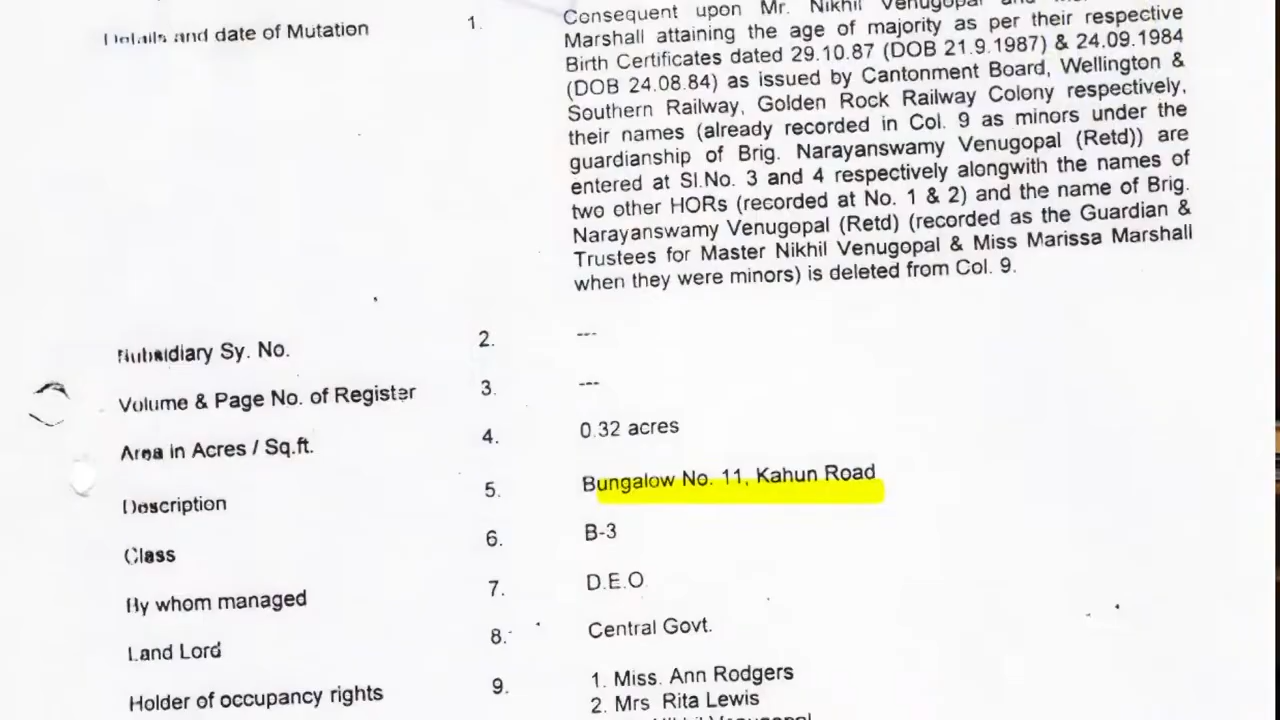 Details and date of Mutation
1.
Consequent upon Mr. Nikhil Venugopal and
Marshall attaining the age of majority as per their respective
Birth Certificates dated 29.10.87 (DOB 21.9.1987) & 24.09.1984
(DOB 24.08.84) as issued by Cantonment Board, Wellington &
Southern Railway, Golden Rock Railway Colony respectively,
their names (already recorded in Col. 9 as minors under the
guardianship of Brig. Narayanswamy Venugopal (Retd)) are
entered at Sl.No. 3 and 4 respectively alongwith the names of
two other HORs (recorded at No. 1 & 2) and the name of Brig.
Narayanswamy Venugopal (Retd) (recorded as the Guardian &
Trustees for Master Nikhil Venugopal & Miss Marissa Marshall
when they were minors) is deleted from Col. 9.
Subsidiary Sy. No.
2.
---
Volume & Page No. of Register
3.
---
Area in Acres / Sq.ft.
4.
0.32 acres
Description
5.
Bungalow No. 11, Kahun Road
Class
6.
B-3
By whom managed
7.
D.E.O
Land Lord
8.
Central Govt.
Holder of occupancy rights
9.
1. Miss. Ann Rodgers
2. Mrs Rita Lewis
Nikhil Venugopal